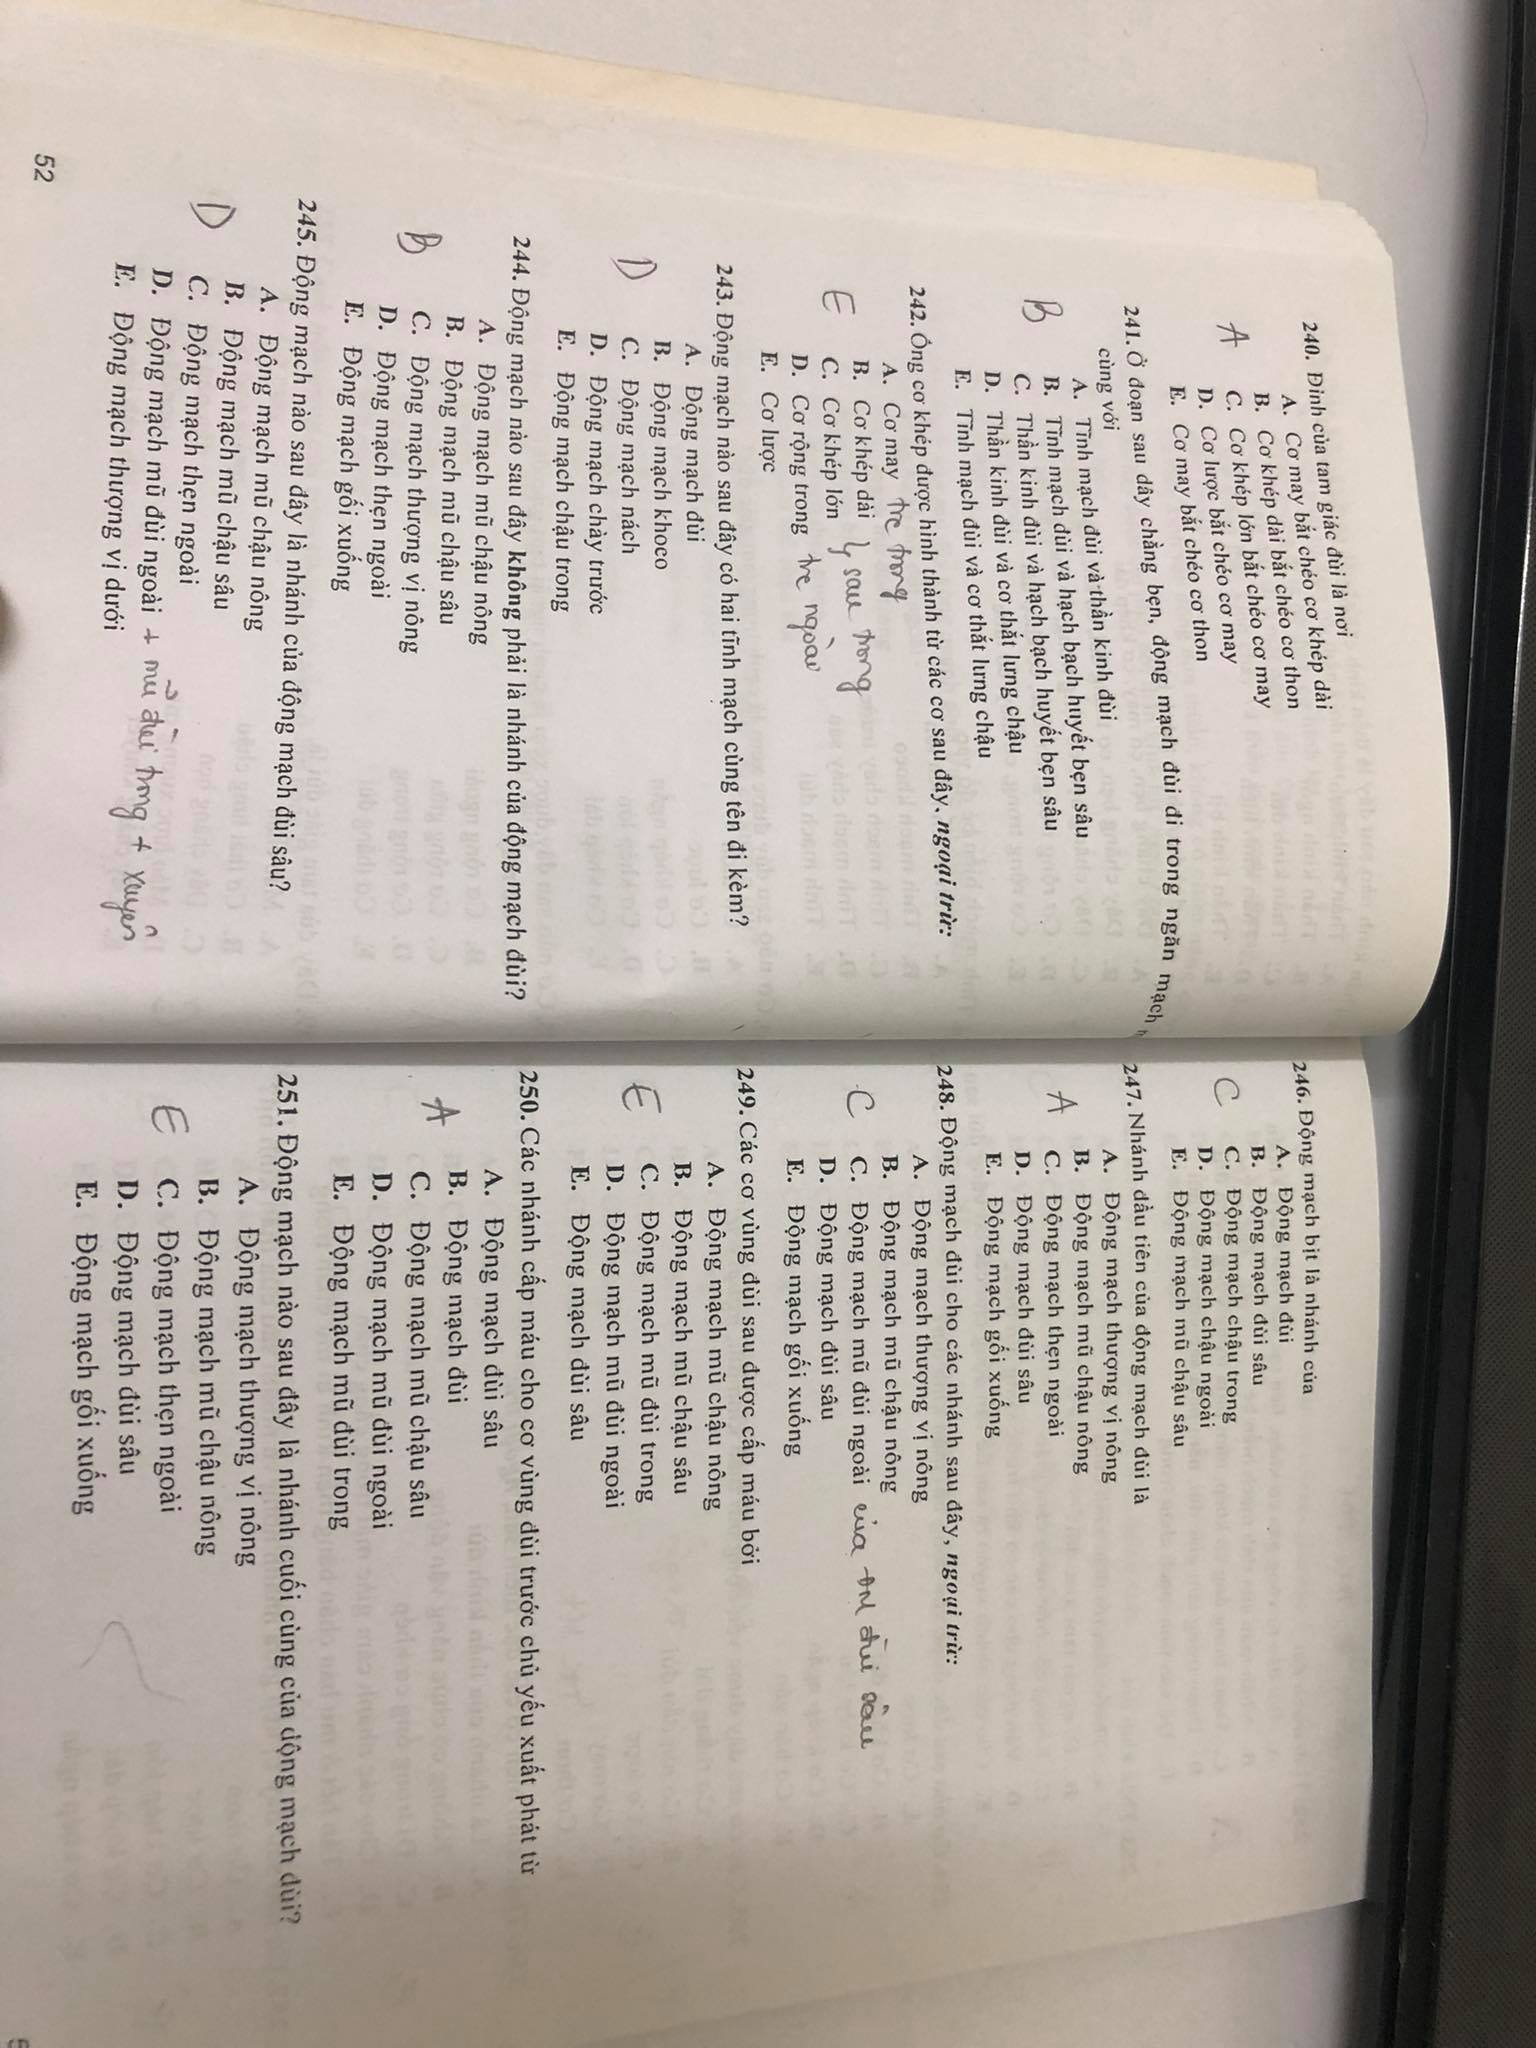 240. Đỉnh của tam giác đùi là nơi
A. Cơ may bắt chéo cơ khép dài
B. Cơ khép dài bắt chéo cơ thon
A
C. Cơ khép lớn bắt chéo cơ may
D. Cơ lược bắt chéo cơ may
E. Cơ may bắt chéo cơ thon
241. Ở đoạn sau dây chằng bẹn, động mạch đùi đi trong ngăn mạch
cùng với
A. Tĩnh mạch đùi và thần kinh đùi
B. Tĩnh mạch đùi và hạch bạch huyết bẹn sâu
B
C. Thần kinh đùi và hạch bạch huyết bẹn sâu
D. Thần kinh đùi và cơ thắt lưng chậu
E. Tĩnh mạch đùi và cơ thắt lưng chậu
242. Ống cơ khép được hình thành từ các cơ sau đây, ngoại trừ:
A. Cơ may trc trong
B. Cơ khép dài
sau trong
E
C. Cơ khép lớn
D. Cơ rộng trong trc ngoài
E. Cơ lược
243. Động mạch nào sau đây có hai tĩnh mạch cùng tên đi kèm?
A. Động mạch đùi
B. Động mạch khoeo
D
C. Động mạch nách
D. Động mạch chày trước
E. Động mạch chậu trong
244. Động mạch nào sau đây không phải là nhánh của động mạch đùi?
A. Động mạch mũ chậu nông
B. Động mạch mũ chậu sâu
B
C. Động mạch thượng vị nông
D. Động mạch thẹn ngoài
E. Động mạch gối xuống
245. Động mạch nào sau đây là nhánh của động mạch đùi sâu?
A. Động mạch mũ chậu nông
B. Động mạch mũ chậu sâu
D
C. Động mạch thẹn ngoài
D. Động mạch mũ đùi ngoài + mũ đùi trong + xuyên
E. Động mạch thượng vị dưới
52
246. Động mạch bịt là nhánh của
A. Động mạch đùi
B. Động mạch đùi sâu
C
C. Động mạch chậu trong
D. Động mạch chậu ngoài
E. Động mạch mũ chậu sâu
247. Nhánh đầu tiên của động mạch đùi là
A. Động mạch thượng vị nông
B. Động mạch mũ chậu nông
A
C. Động mạch thẹn ngoài
D. Động mạch đùi sâu
E. Động mạch gối xuống
248. Động mạch đùi cho các nhánh sau đây, ngoại trừ:
A. Động mạch thượng vị nông
B. Động mạch mũ chậu nông
C
C. Động mạch mũ đùi ngoài của ĐM đùi sâu
D. Động mạch đùi sâu
E. Động mạch gối xuống
249. Các cơ vùng đùi sau được cấp máu bởi
A. Động mạch mũ chậu nông
B. Động mạch mũ chậu sâu
E
C. Động mạch mũ đùi trong
D. Động mạch mũ đùi ngoài
E. Động mạch đùi sâu
250. Các nhánh cấp máu cho cơ vùng đùi trước chủ yếu xuất phát từ
A. Động mạch đùi sâu
A
B. Động mạch đùi
C. Động mạch mũ chậu sâu
D. Động mạch mũ đùi ngoài
E. Động mạch mũ đùi trong
251. Động mạch nào sau đây là nhánh cuối cùng của động mạch đùi?
A. Động mạch thượng vị nông
B. Động mạch mũ chậu nông
E
C. Động mạch thẹn ngoài
D. Động mạch đùi sâu
E. Động mạch gối xuống